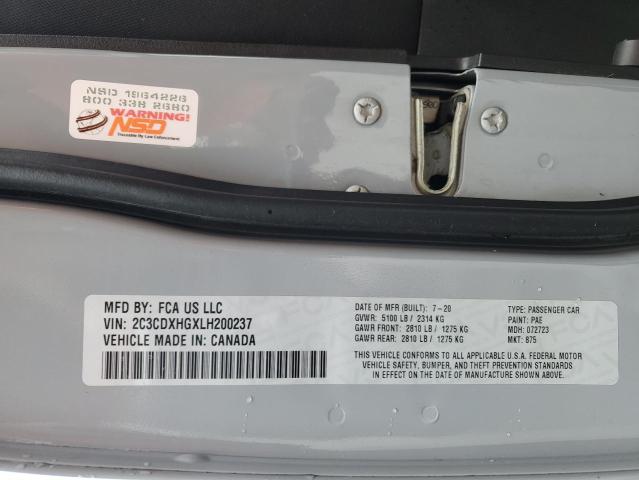 NSD 1964226
800 338 2680
WARNING!
NSD
Traceable By Law Enforcement
MFD BY: FCA US LLC
VIN: 2C3CDXHGXLH200237
VEHICLE MADE IN: CANADA
DATE OF MFR (BUILT): 7-20
GVWR: 5100 LB / 2314 KG
GAWR FRONT: 2810 LB / 1275 KG
GAWR REAR: 2810 LB / 1275 KG
TYPE: PASSENGER CAR
PAINT: PAE
MDH: 072723
MKT: 875
THIS VEHICLE CONFORMS TO ALL APPLICABLE U.S.A. FEDERAL MOTOR
VEHICLE SAFETY, BUMPER, AND THEFT PREVENTION STANDARDS
IN EFFECT ON THE DATE OF MANUFACTURE SHOWN ABOVE